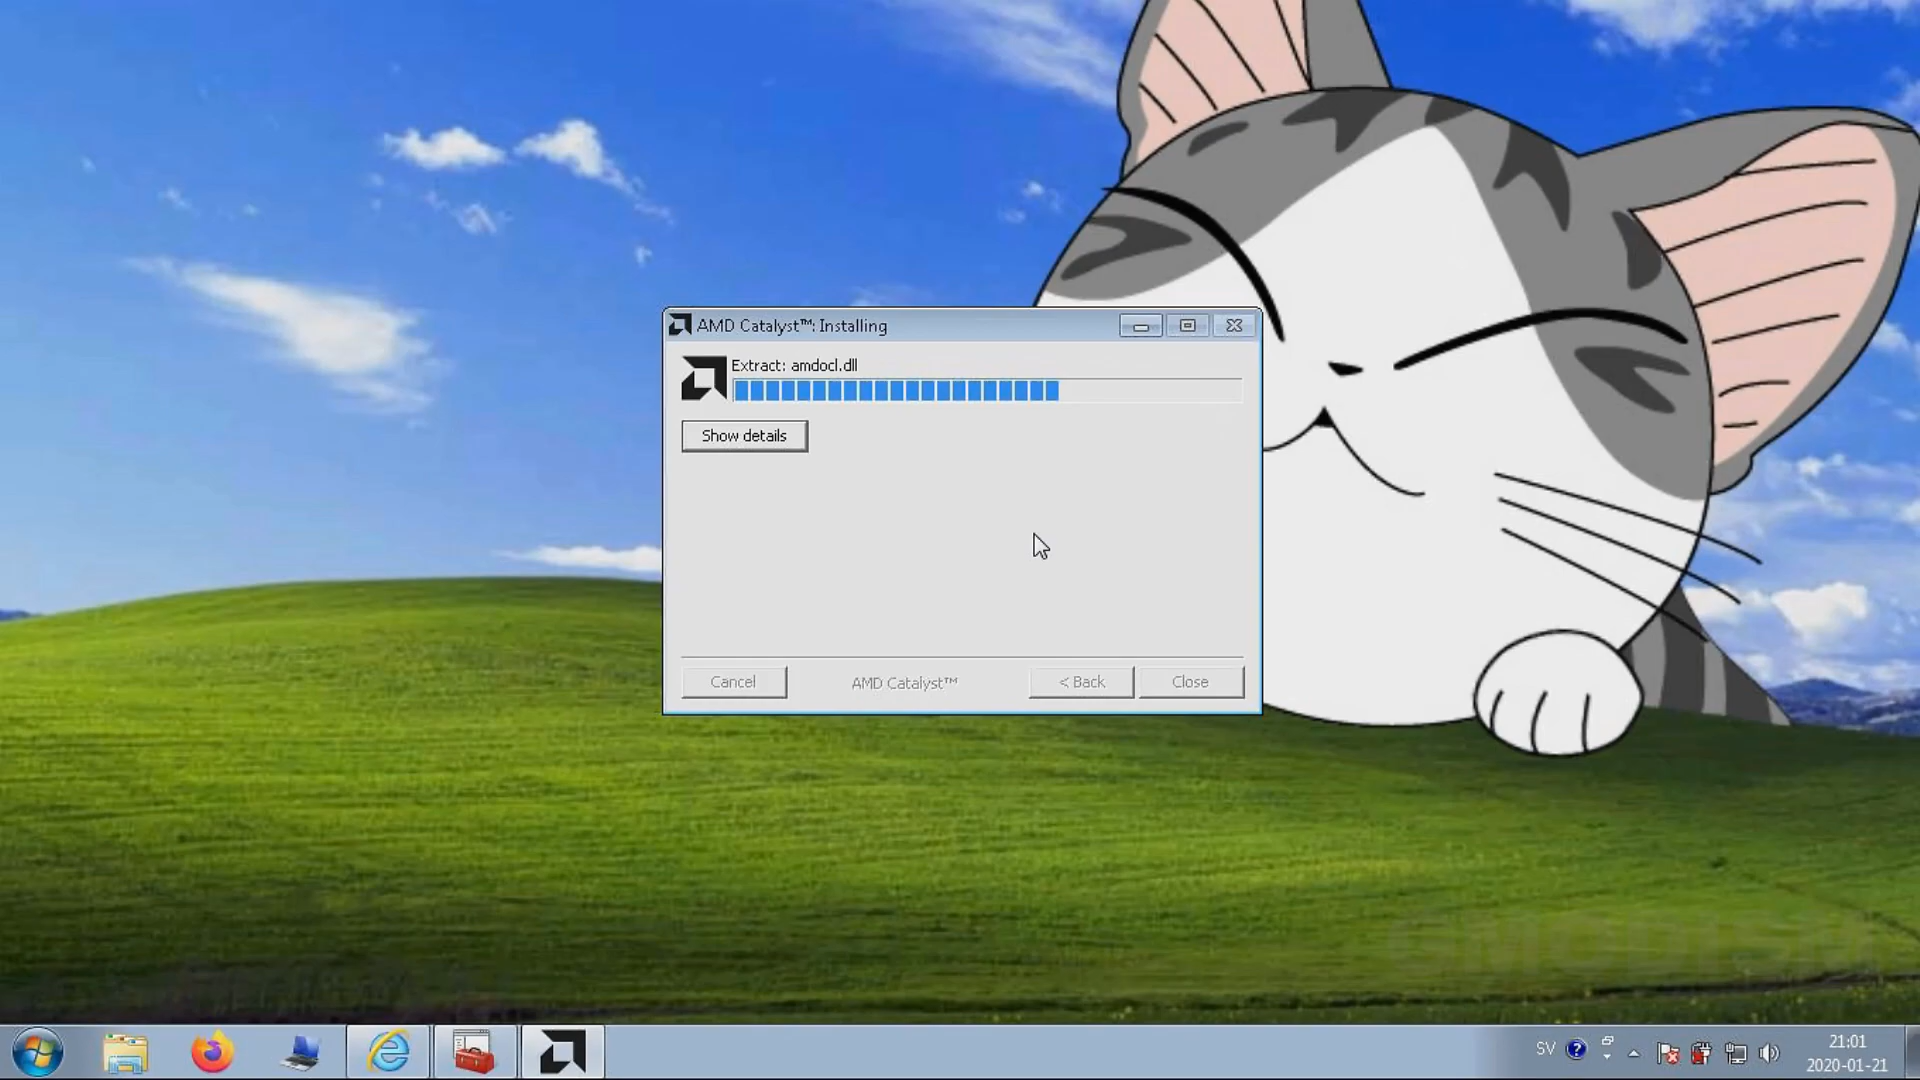 AMD Catalyst™: Installing
Extract: amdocl.dll
Show details
Cancel
AMD Catalyst™
< Back
Close
GMODISM
SV
21:01
2020-01-21